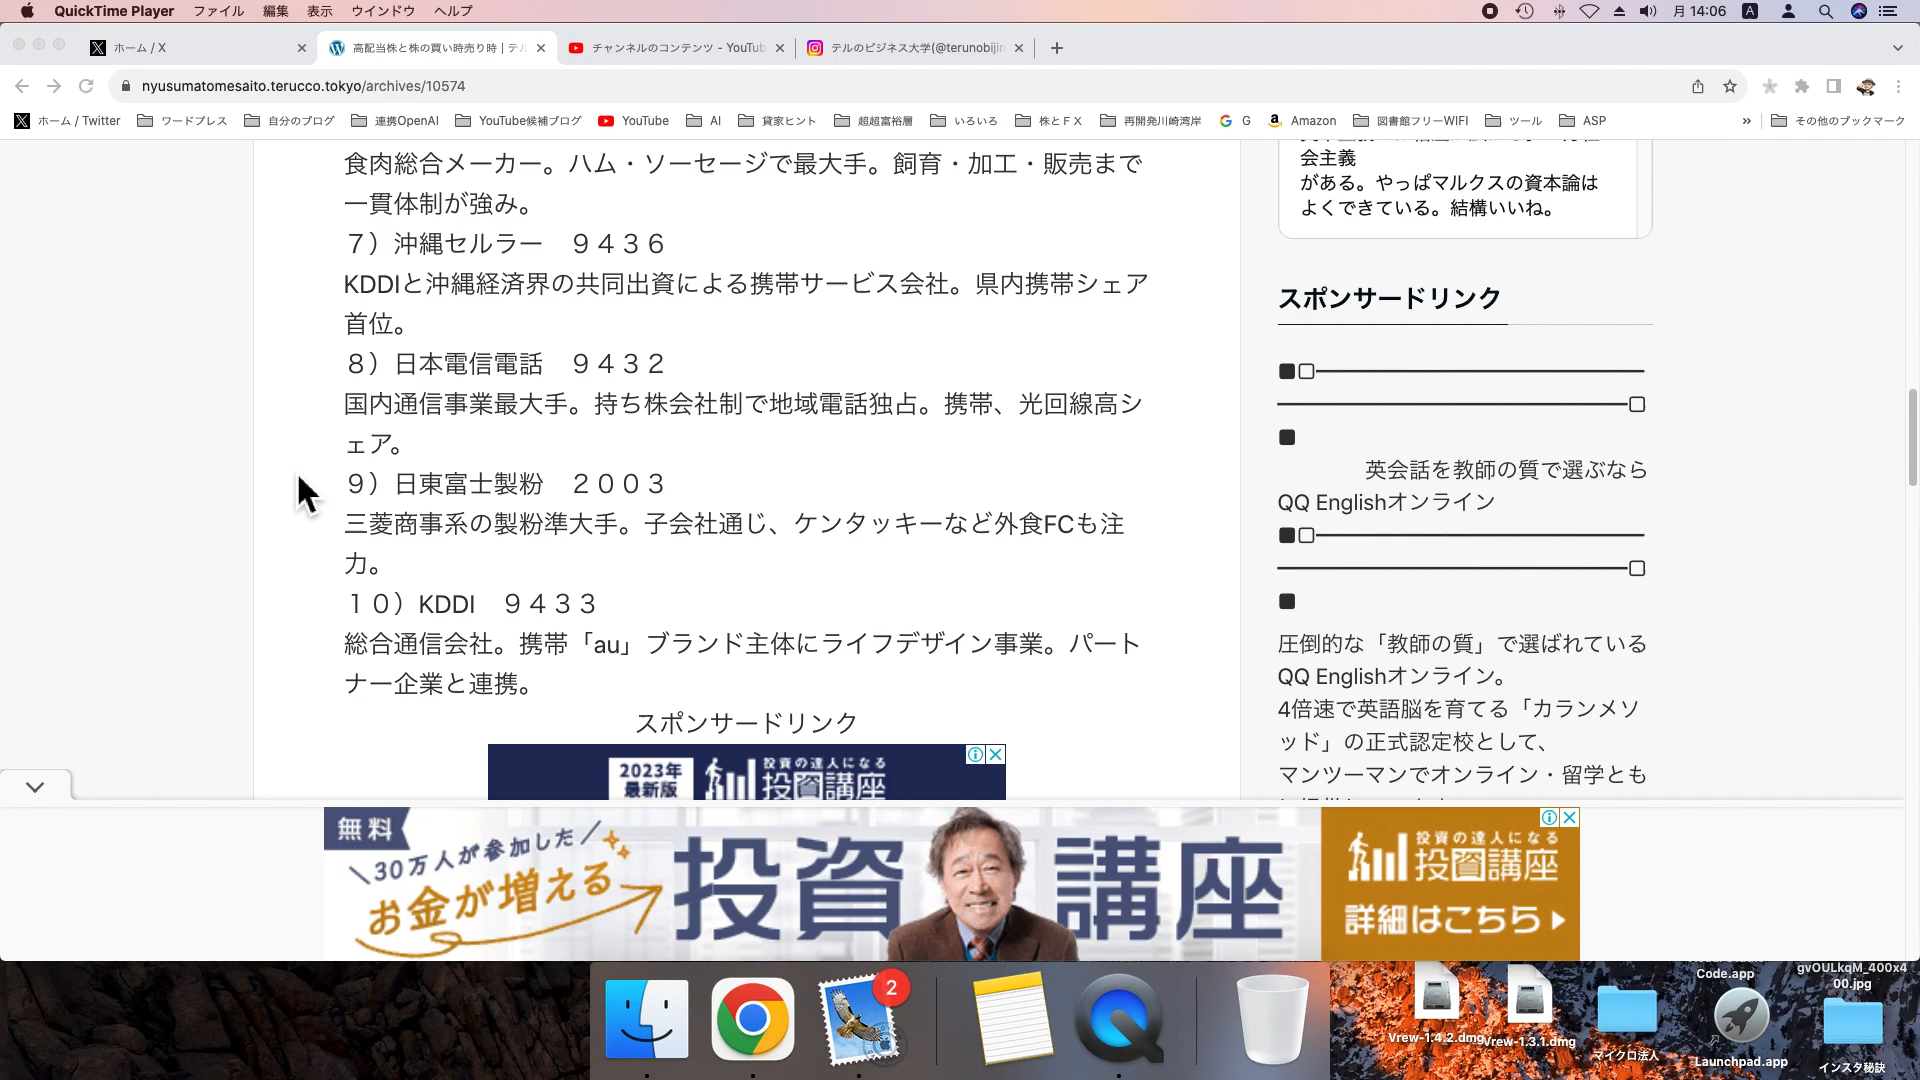 QuickTime Player ファイル 編集 表示 ウインドウ ヘルプ
月 14:06 A
ホーム / X
高配当株と株の買い時売り時 | テル
チャンネルのコンテンツ - YouTub
テルのビジネス大学(@terunobijin
nyusumatomesaito.terucco.tokyo/archives/10574
ホーム / Twitter ワードプレス 自分のブログ 連携OpenAI YouTube候補ブログ YouTube AI 貸家ヒント 超超富裕層 いろいろ 株とＦＸ 再開発川崎湾岸 G Amazon 図書館フリーWIFI ツール ASP » その他のブックマーク
食肉総合メーカー。ハム・ソーセージで最大手。飼育・加工・販売まで
一貫体制が強み。
７）沖縄セルラー　９４３６
KDDIと沖縄経済界の共同出資による携帯サービス会社。県内携帯シェア
首位。
８）日本電信電話　９４３２
国内通信事業最大手。持ち株会社制で地域電話独占。携帯、光回線高シ
ェア。
９）日東富士製粉　２００３
三菱商事系の製粉準大手。子会社通じ、ケンタッキーなど外食FCも注
力。
１０）KDDI　９４３３
総合通信会社。携帯「au」ブランド主体にライフデザイン事業。パート
ナー企業と連携。
スポンサードリンク
2023年
最新版
投資の達人になる
投資講座
会主義
がある。やっぱマルクスの資本論は
よくできている。結構いいね。
スポンサードリンク
■□━━━━━━━━━━
━━━━━━━━━━━□
■
英会話を教師の質で選ぶなら
QQ Englishオンライン
■□━━━━━━━━━━
━━━━━━━━━━━□
■
圧倒的な「教師の質」で選ばれている
QQ Englishオンライン。
4倍速で英語脳を育てる「カランメソ
ッド」の正式認定校として、
マンツーマンでオンライン・留学とも
無料
30万人が参加した
お金が増える
投資講座
投資の達人になる
投資講座
詳細はこちら
2
Vrew-1.4.2.dmg
Vrew-1.3.1.dmg
マイクロ法人
Code.app
Launchpad.app
gvOULkqM_400x4
00.jpg
インスタ秘訣